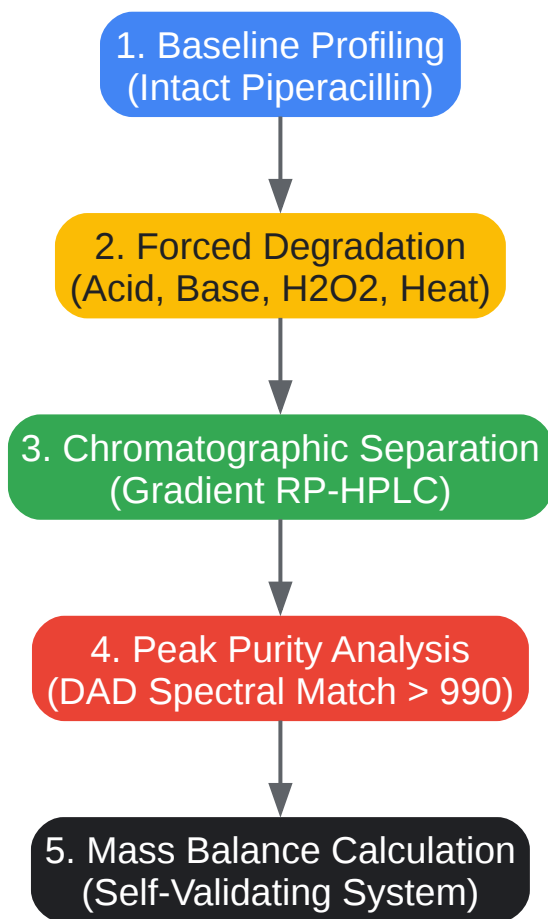 1. Baseline Profiling
(Intact Piperacillin)
2. Forced Degradation
(Acid, Base, H2O2, Heat)
3. Chromatographic Separation
(Gradient RP-HPLC)
4. Peak Purity Analysis
(DAD Spectral Match > 990)
5. Mass Balance Calculation
(Self-Validating System)